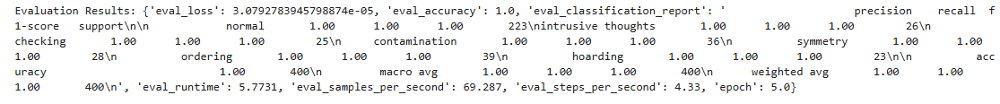 Evaluation Results: {'eval_loss': 3.0792783945798874e-05, 'eval_accuracy': 1.0, 'eval_classification_report': '                   precision    recall  f
1-score   support\n\n             normal       1.00      1.00      1.00       223\nintrusive thoughts       1.00      1.00      1.00        26\n
checking       1.00      1.00      1.00        25\n     contamination       1.00      1.00      1.00        36\n          symmetry       1.00      1.00
1.00        28\n          ordering       1.00      1.00      1.00        39\n          hoarding       1.00      1.00      1.00        23\n\n          acc
uracy                           1.00       400\n         macro avg       1.00      1.00      1.00       400\n      weighted avg       1.00      1.00
1.00       400\n', 'eval_runtime': 5.7731, 'eval_samples_per_second': 69.287, 'eval_steps_per_second': 4.33, 'epoch': 5.0}